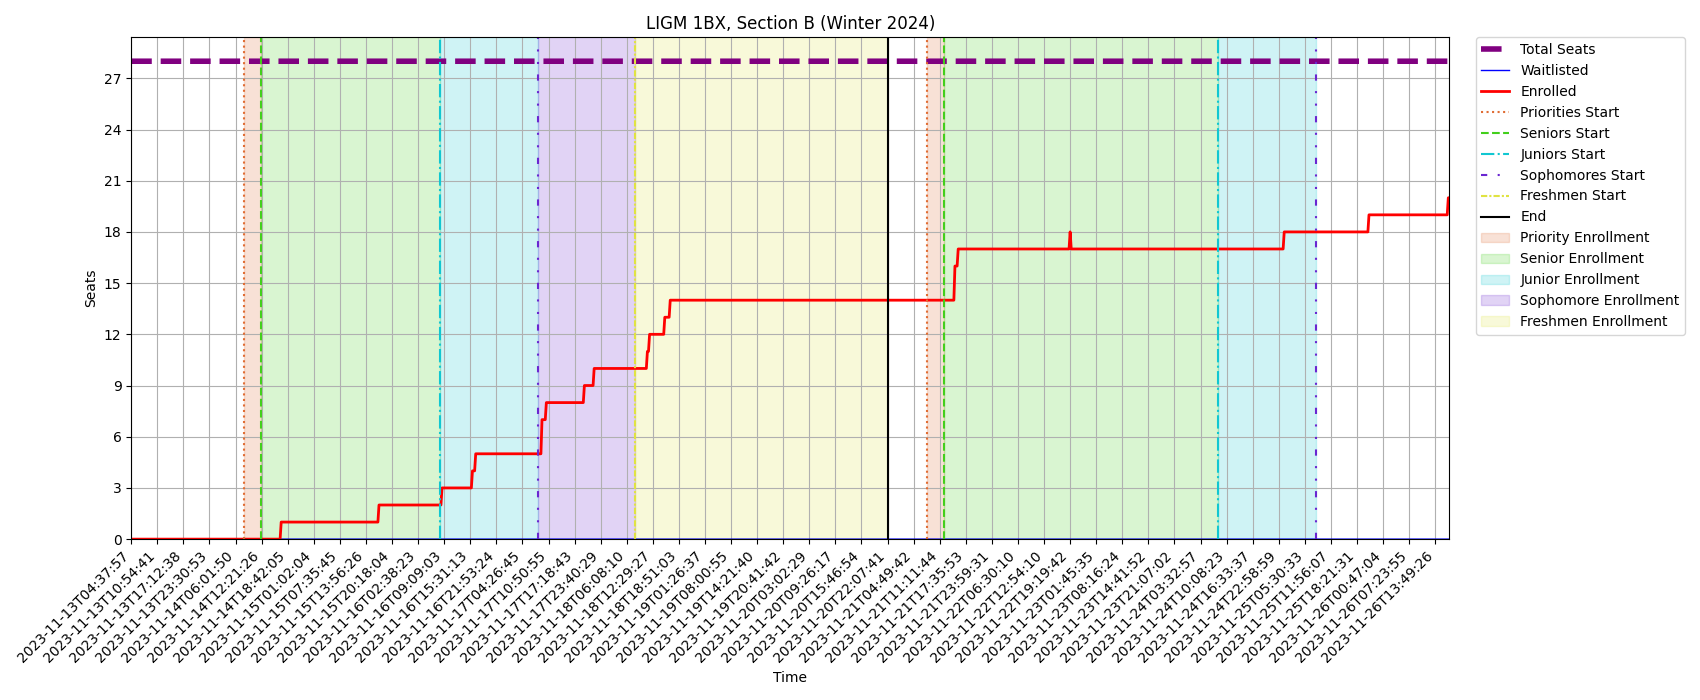 LIGM 1BX, Section B (Winter 2024)
Total Seats
Waitlisted
Enrolled
Priorities Start
Seniors Start
Juniors Start
Sophomores Start
Freshmen Start
End
Priority Enrollment
Senior Enrollment
Junior Enrollment
Sophomore Enrollment
Freshmen Enrollment
Seats
27
24
21
18
15
12
9
6
3
0
2023-11-13T04:37:57
2023-11-13T10:54:41
2023-11-13T17:12:38
2023-11-13T23:30:53
2023-11-14T06:01:50
2023-11-14T12:21:26
2023-11-14T18:42:05
2023-11-15T01:02:04
2023-11-15T07:35:45
2023-11-15T13:56:26
2023-11-15T20:18:04
2023-11-16T02:38:23
2023-11-16T09:09:03
2023-11-16T15:31:13
2023-11-16T21:53:24
2023-11-17T04:26:45
2023-11-17T10:50:55
2023-11-17T17:18:43
2023-11-17T23:40:29
2023-11-18T06:08:10
2023-11-18T12:29:27
2023-11-18T18:51:03
2023-11-19T01:26:37
2023-11-19T08:00:55
2023-11-19T14:21:40
2023-11-19T20:41:42
2023-11-20T03:02:29
2023-11-20T09:26:17
2023-11-20T15:46:54
2023-11-20T22:07:41
2023-11-21T04:49:42
2023-11-21T11:11:44
2023-11-21T17:35:53
2023-11-21T23:59:31
2023-11-22T06:30:10
2023-11-22T12:54:10
2023-11-22T19:19:42
2023-11-23T01:45:35
2023-11-23T08:16:24
2023-11-23T14:41:52
2023-11-23T21:07:02
2023-11-24T03:32:57
2023-11-24T10:08:23
2023-11-24T16:33:37
2023-11-24T22:58:59
2023-11-25T05:30:33
2023-11-25T11:56:07
2023-11-25T18:21:31
2023-11-26T00:47:04
2023-11-26T07:23:55
2023-11-26T13:49:26
Time